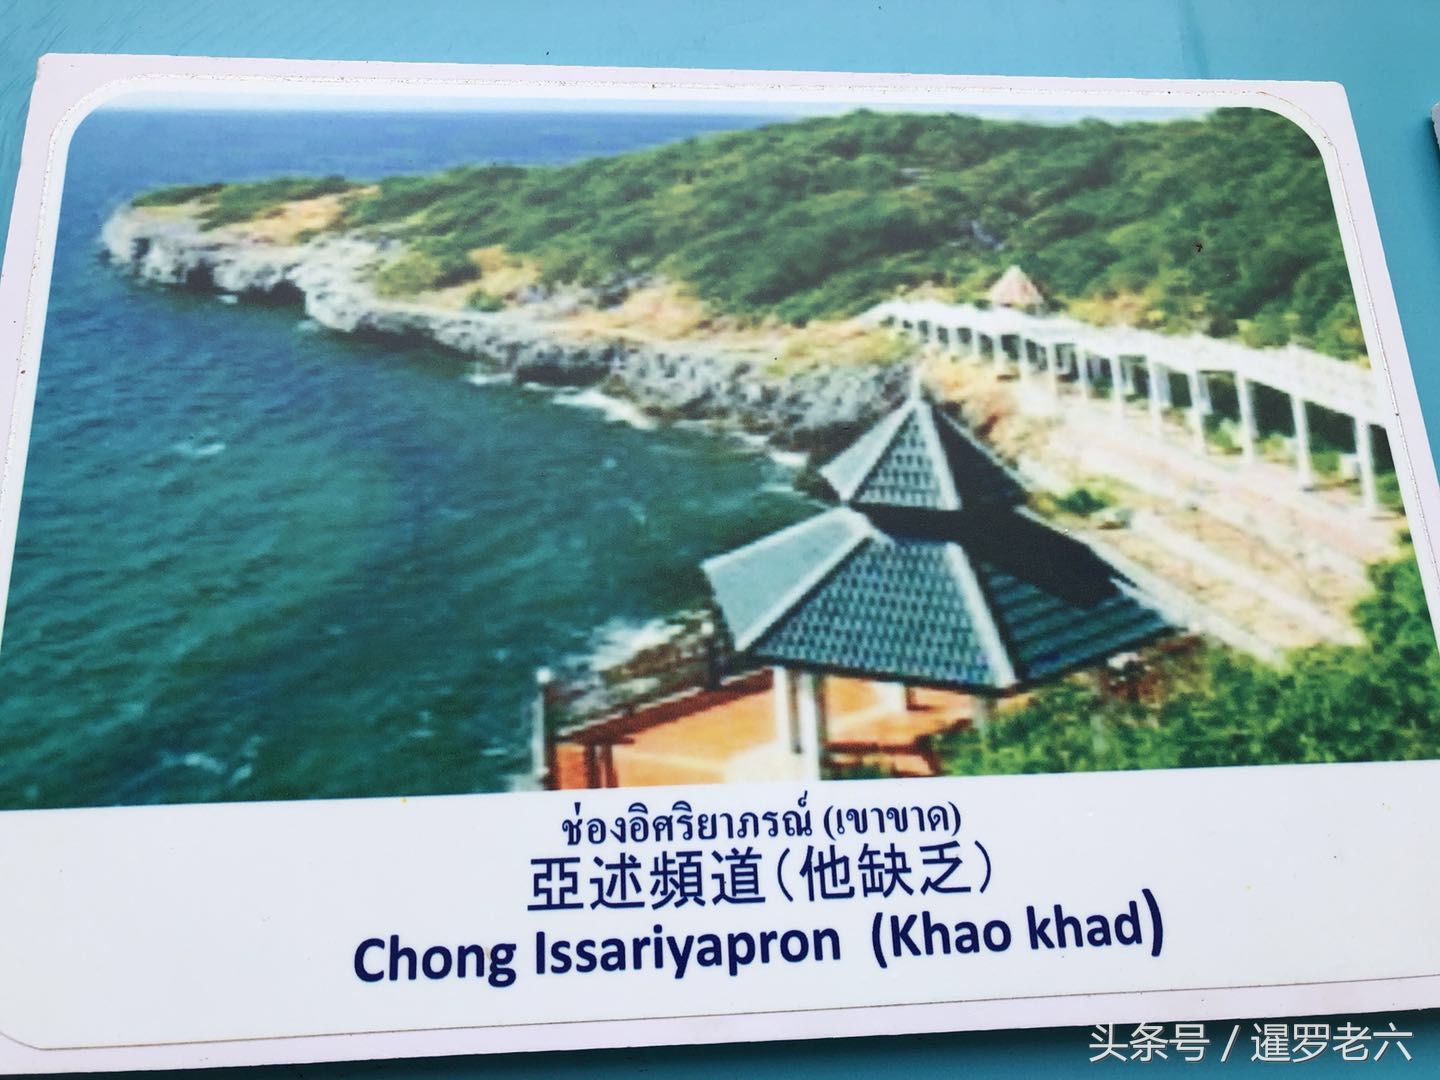 ช่องอิศริยาภรณ์ (เขาขาด)
亞述頻道（他缺乏）
Chong Issariyapron (Khao khad)
头条号 / 暹罗老六